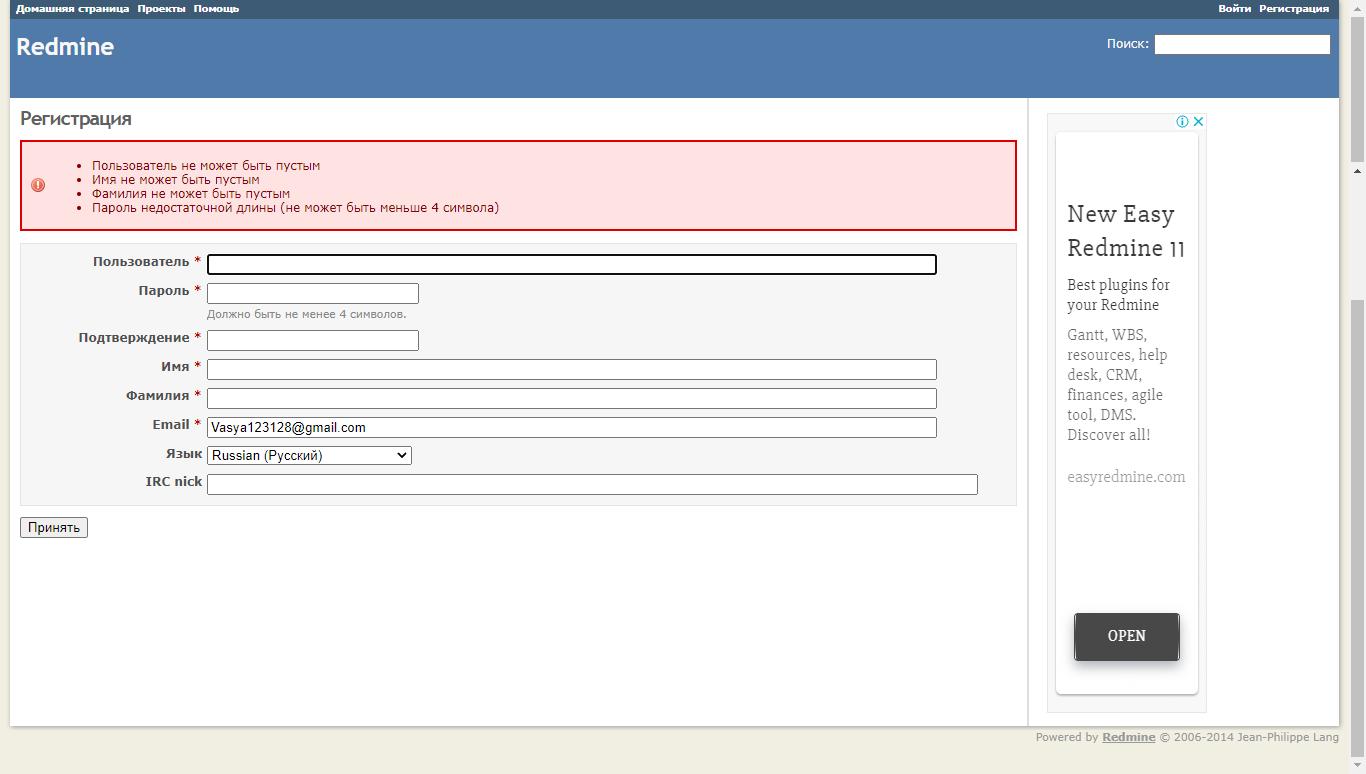 Домашняя страница Проекты Помощь Войти Регистрация
Redmine
Поиск:
Регистрация
Пользователь не может быть пустым
Имя не может быть пустым
Фамилия не может быть пустым
Пароль недостаточной длины (не может быть меньше 4 символа)
Пользователь *
Пароль *
Должно быть не менее 4 символов.
Подтверждение *
Имя *
Фамилия *
Email * Vasya123128@gmail.com
Язык Russian (Русский)
IRC nick
Принять
New Easy
Redmine 11
Best plugins for
your Redmine
Gantt, WBS,
resources, help
desk, CRM,
finances, agile
tool, DMS.
Discover all!
easyredmine.com
OPEN
Powered by Redmine © 2006-2014 Jean-Philippe Lang